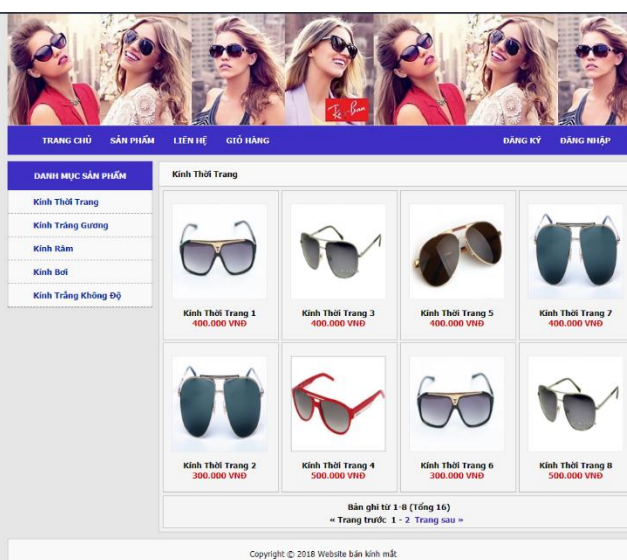 Ray-Ban
TRANG CHỦ SẢN PHẨM LIÊN HỆ GIỎ HÀNG ĐĂNG KÝ ĐĂNG NHẬP
DANH MỤC SẢN PHẨM
Kính Thời Trang
Kính Tráng Gương
Kính Râm
Kính Bơi
Kính Trắng Không Độ
Kính Thời Trang
Kính Thời Trang 1
400.000 VNĐ
Kính Thời Trang 3
400.000 VNĐ
Kính Thời Trang 5
400.000 VNĐ
Kính Thời Trang 7
400.000 VNĐ
Kính Thời Trang 2
300.000 VNĐ
Kính Thời Trang 4
500.000 VNĐ
Kính Thời Trang 6
300.000 VNĐ
Kính Thời Trang 8
500.000 VNĐ
Bản ghi từ 1-8 (Tổng 16)
« Trang trước 1 - 2 Trang sau »
Copyright © 2018 Website bán kính mắt